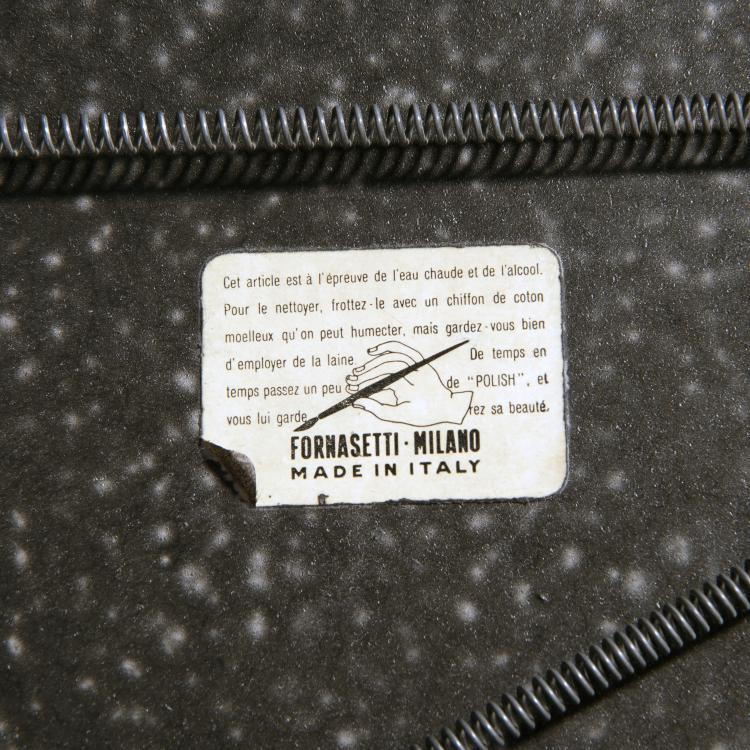 Cet article est à l'épreuve de l'eau chaude et de l'alcool.
Pour le nettoyer, frottez-le avec un chiffon de coton
moelleux qu'on peut humecter, mais gardez-vous bien
d'employer de la laine. De temps en
temps passez un peu de "POLISH", et
vous lui garderez sa beauté.
FORNASETTI · MILANO
MADE IN ITALY